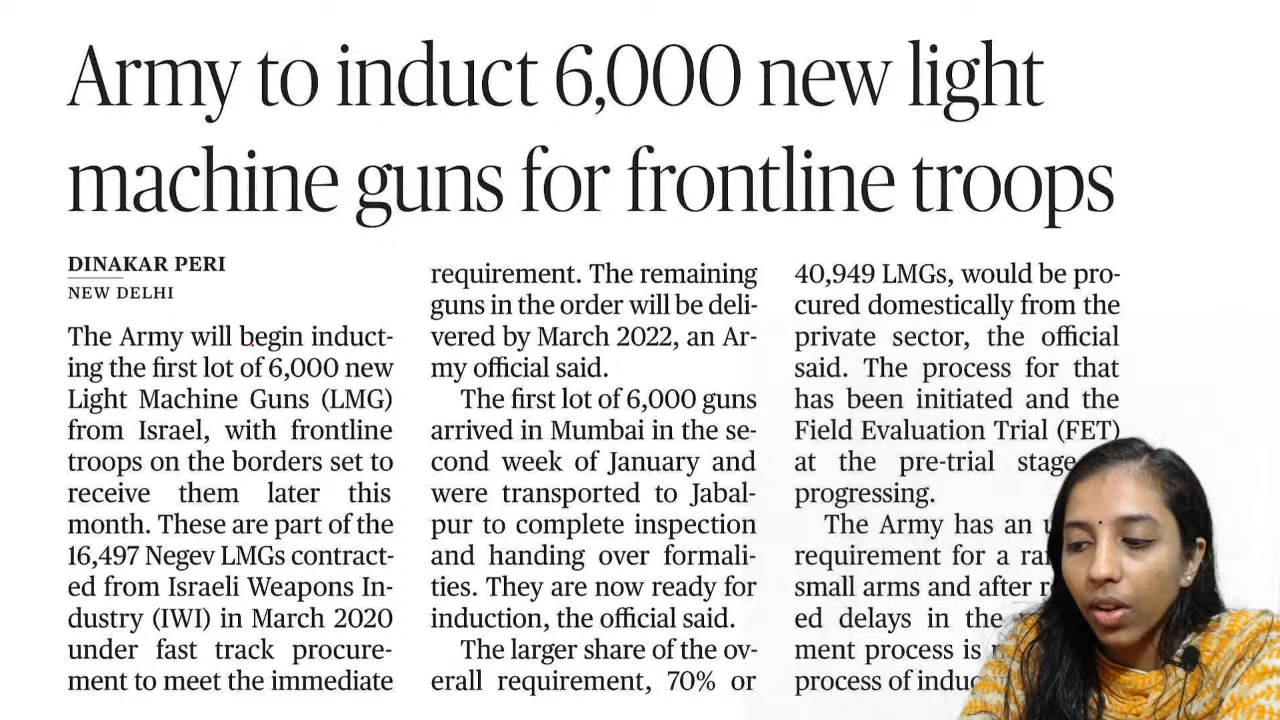 Army to induct 6,000 new light
machine guns for frontline troops
DINAKAR PERI
NEW DELHI
The Army will begin induct-
ing the first lot of 6,000 new
Light Machine Guns (LMG)
from Israel, with frontline
troops on the borders set to
receive them later this
month. These are part of the
16,497 Negev LMGs contract-
ed from Israeli Weapons In-
dustry (IWI) in March 2020
under fast track procure-
ment to meet the immediate
requirement. The remaining
guns in the order will be deli-
vered by March 2022, an Ar-
my official said.
The first lot of 6,000 guns
arrived in Mumbai in the se-
cond week of January and
were transported to Jabal-
pur to complete inspection
and handing over formali-
ties. They are now ready for
induction, the official said.
The larger share of the ov-
erall requirement, 70% or
40,949 LMGs, would be pro-
cured domestically from the
private sector, the official
said. The process for that
has been initiated and the
Field Evaluation Trial (FET)
at the pre-trial stage
progressing.
The Army has an
requirement for a
small arms and after
ed delays in the
ment process is
process of